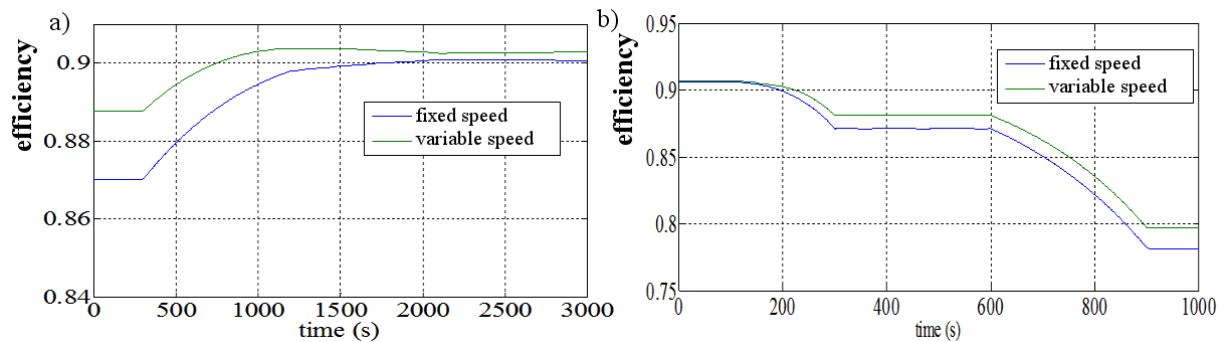 a)
efficiency
0.9
0.88
0.86
0.84
0
500
1000
1500
2000
2500
3000
time (s)
fixed speed
variable speed
b)
efficiency
0.95
0.9
0.85
0.8
0.75
0
200
400
600
800
1000
time (s)
fixed speed
variable speed